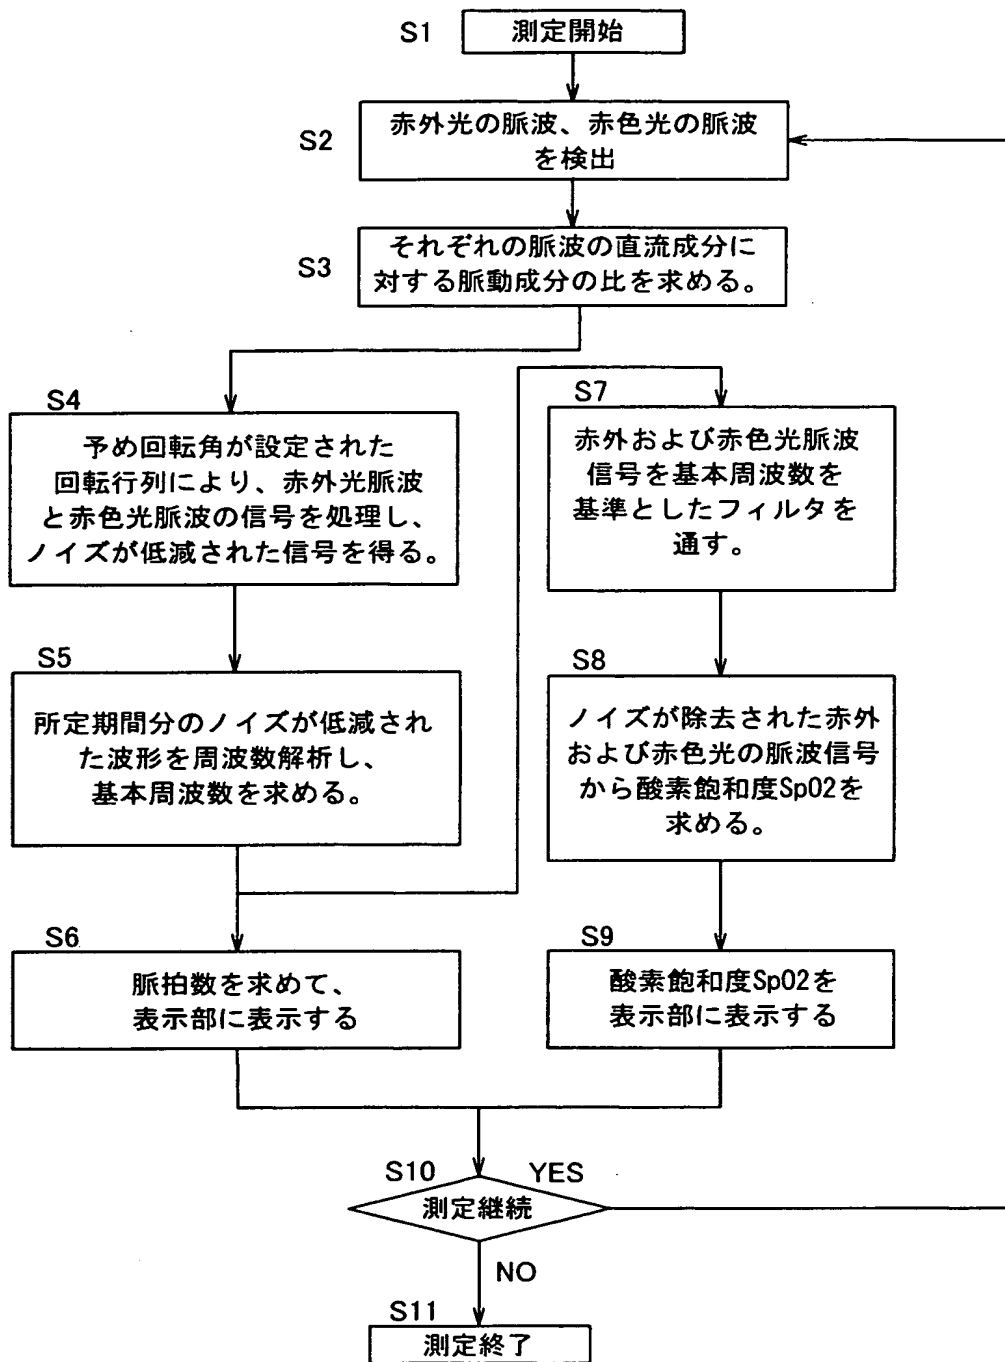 S1
測定開始
S2
赤外光の脈波、赤色光の脈波
を検出
S3
それぞれの脈波の直流成分に
対する脈動成分の比を求める。
S4
予め回転角が設定された
回転行列により、赤外光脈波
と赤色光脈波の信号を処理し、
ノイズが低減された信号を得る。
S5
所定期間分のノイズが低減され
た波形を周波数解析し、
基本周波数を求める。
S6
脈拍数を求めて、
表示部に表示する
S7
赤外および赤色光脈波
信号を基本周波数を
基準としたフィルタを
通す。
S8
ノイズが除去された赤外
および赤色光の脈波信号
から酸素飽和度SpO2を
求める。
S9
酸素飽和度SpO2を
表示部に表示する
S10
YES
測定継続
NO
S11
測定終了